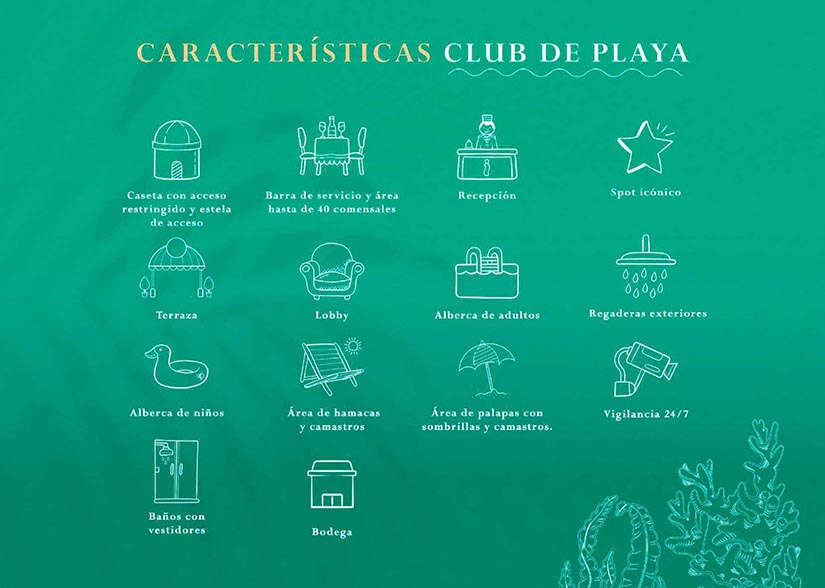 CARACTERÍSTICAS CLUB DE PLAYA
Caseta con acceso
restringido y estela
de acceso
Barra de servicio y área
hasta de 40 comensales
Recepción
Spot icónico
Terraza
Lobby
Alberca de adultos
Regaderas exteriores
Alberca de niños
Área de hamacas
y camastros
Área de palapas con
sombrillas y camastros.
Vigilancia 24/7
Baños con
vestidores
Bodega